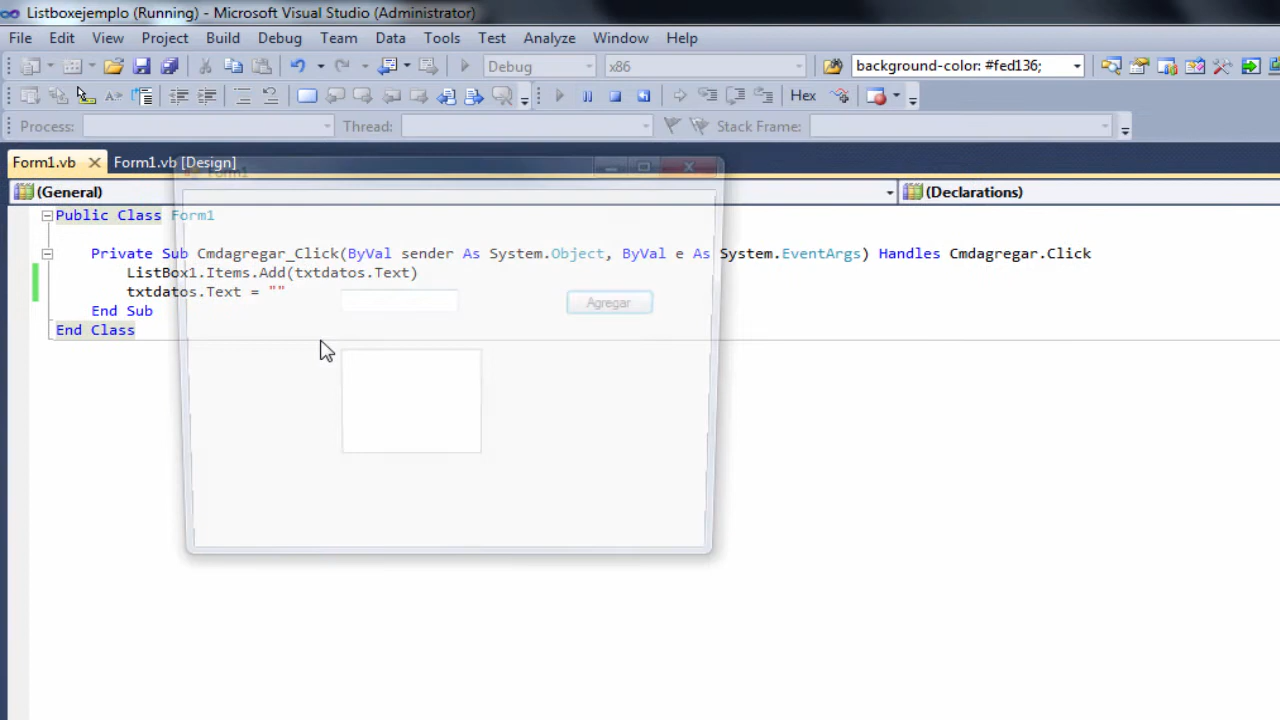 Listboxejemplo (Running) - Microsoft Visual Studio (Administrator)
File Edit View Project Build Debug Team Data Tools Test Analyze Window Help
Debug x86 background-color: #fed136;
Hex
Process: Thread: Stack Frame:
Form1.vb Form1.vb [Design]
Form1
(General) (Declarations)
Public Class Form1
Private Sub Cmdagregar_Click(ByVal sender As System.Object, ByVal e As System.EventArgs) Handles Cmdagregar.Click
ListBox1.Items.Add(txtdatos.Text)
txtdatos.Text = ""
Agregar
End Sub
End Class